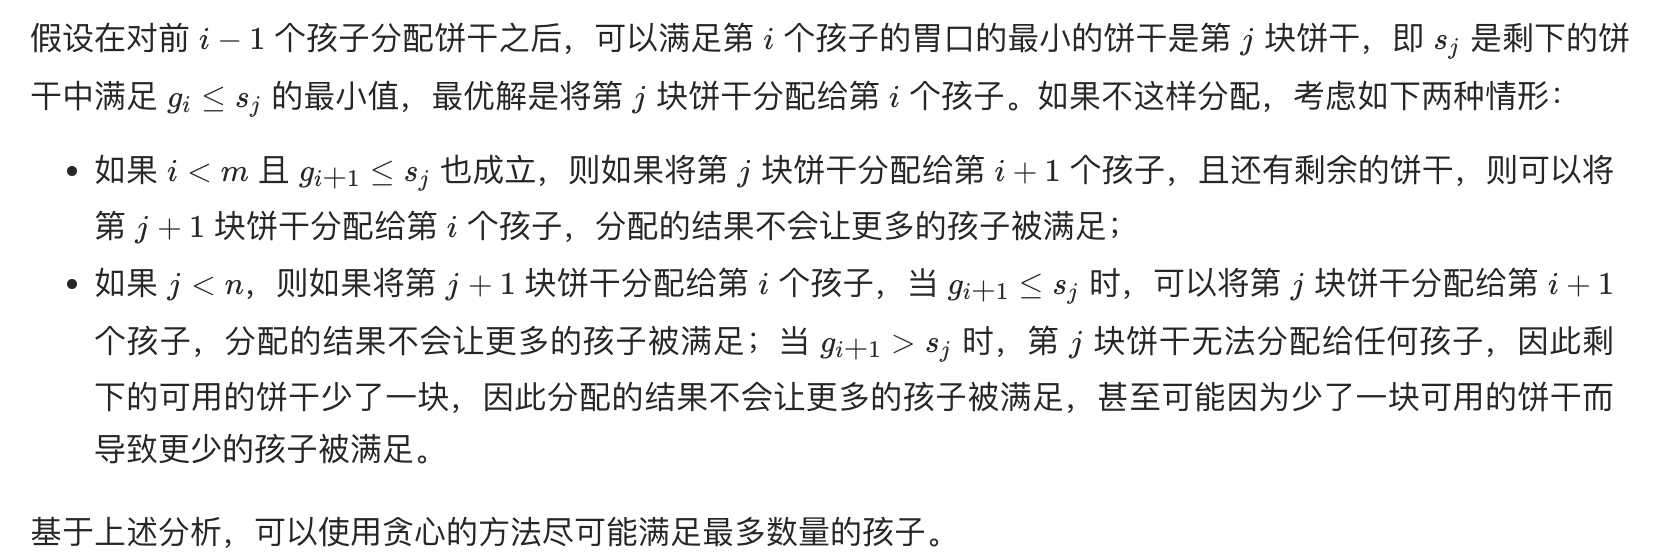 假设在对前 i − 1 个孩子分配饼干之后，可以满足第 i 个孩子的胃口的最小的饼干是第 j 块饼干，即 s_j 是剩下的饼
干中满足 g_i ≤ s_j 的最小值，最优解是将第 j 块饼干分配给第 i 个孩子。如果不这样分配，考虑如下两种情形：
• 如果 i < m 且 g_{i+1} ≤ s_j 也成立，则如果将第 j 块饼干分配给第 i + 1 个孩子，且还有剩余的饼干，则可以将
第 j + 1 块饼干分配给第 i 个孩子，分配的结果不会让更多的孩子被满足；
• 如果 j < n，则如果将第 j + 1 块饼干分配给第 i 个孩子，当 g_{i+1} ≤ s_j 时，可以将第 j 块饼干分配给第 i + 1
个孩子，分配的结果不会让更多的孩子被满足；当 g_{i+1} > s_j 时，第 j 块饼干无法分配给任何孩子，因此剩
下的可用的饼干少了一块，因此分配的结果不会让更多的孩子被满足，甚至可能因为少了一块可用的饼干而
导致更少的孩子被满足。
基于上述分析，可以使用贪心的方法尽可能满足最多数量的孩子。